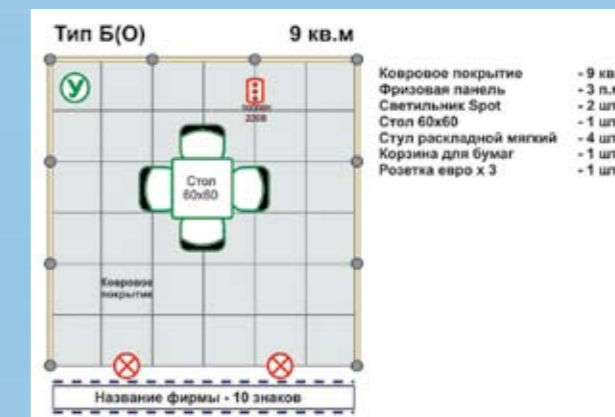 Тип Б(О) 9 кв.м
У
220В
Стол
60х60
Ковровое
покрытие
Название фирмы - 10 знаков
Ковровое покрытие - 9 кв
Фризовая панель - 3 п.м
Светильник Spot - 2 шт
Стол 60х60 - 1 шт
Стул раскладной мягкий - 4 шт
Корзина для бумаг - 1 шт
Розетка евро х 3 - 1 шт